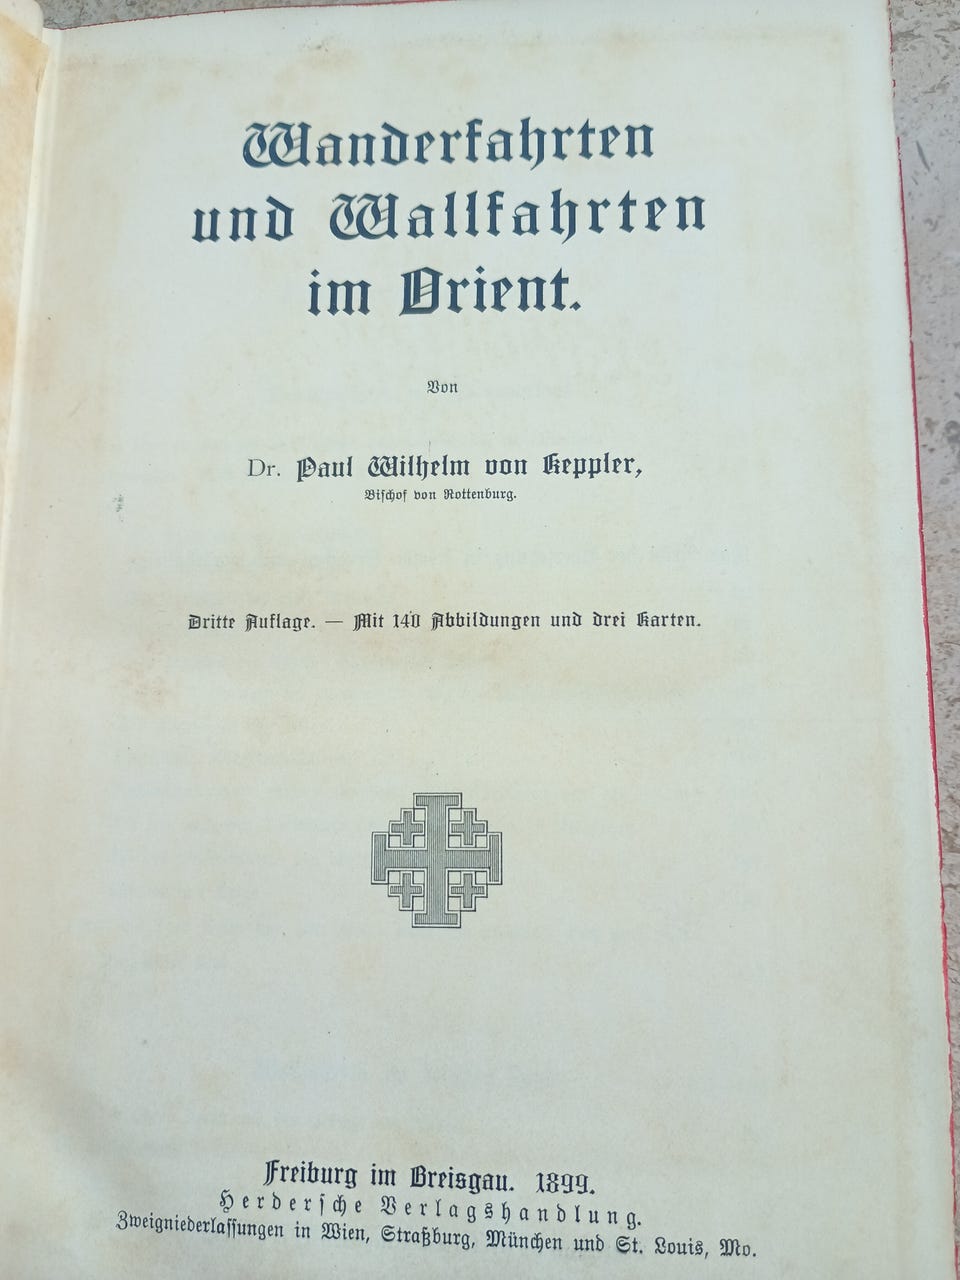 Wanderfahrten
und Wallfahrten
im Orient.
Von
Dr. Paul Wilhelm von Keppler,
Bischof von Rottenburg.
Dritte Auflage. — Mit 140 Abbildungen und drei Karten.
Freiburg im Breisgau. 1899.
Herdersche Verlagshandlung.
Zweigniederlassungen in Wien, Straßburg, München und St. Louis, Mo.